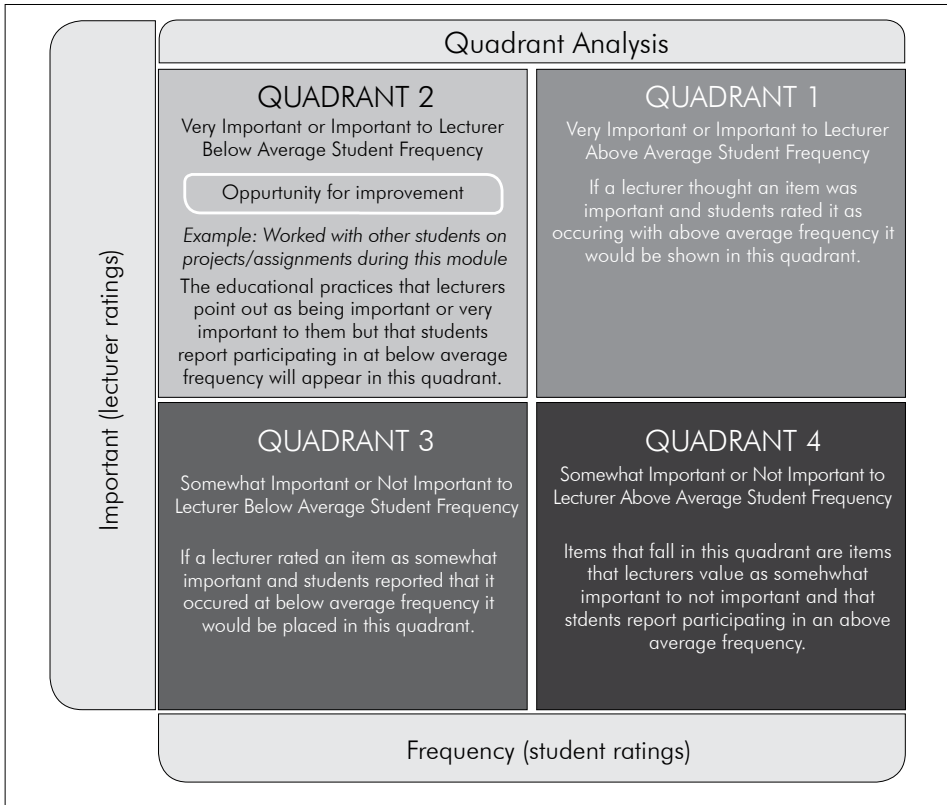 Quadrant Analysis
Important (lecturer ratings)
QUADRANT 2
Very Important or Important to Lecturer
Below Average Student Frequency
Oppurtunity for improvement
Example: Worked with other students on
projects/assignments during this module
The educational practices that lecturers
point out as being important or very
important to them but that students
report participating in at below average
frequency will appear in this quadrant.
QUADRANT 1
Very Important or Important to Lecturer
Above Average Student Frequency
If a lecturer thought an item was
important and students rated it as
occuring with above average frequency it
would be shown in this quadrant.
QUADRANT 3
Somewhat Important or Not Important to
Lecturer Below Average Student Frequency
If a lecturer rated an item as somewhat
important and students reported that it
occured at below average frequency it
would be placed in this quadrant.
QUADRANT 4
Somewhat Important or Not Important to
Lecturer Above Average Student Frequency
Items that fall in this quadrant are items
that lecturers value as somehwhat
important to not important and that
stdents report participating in an above
average frequency.
Frequency (student ratings)